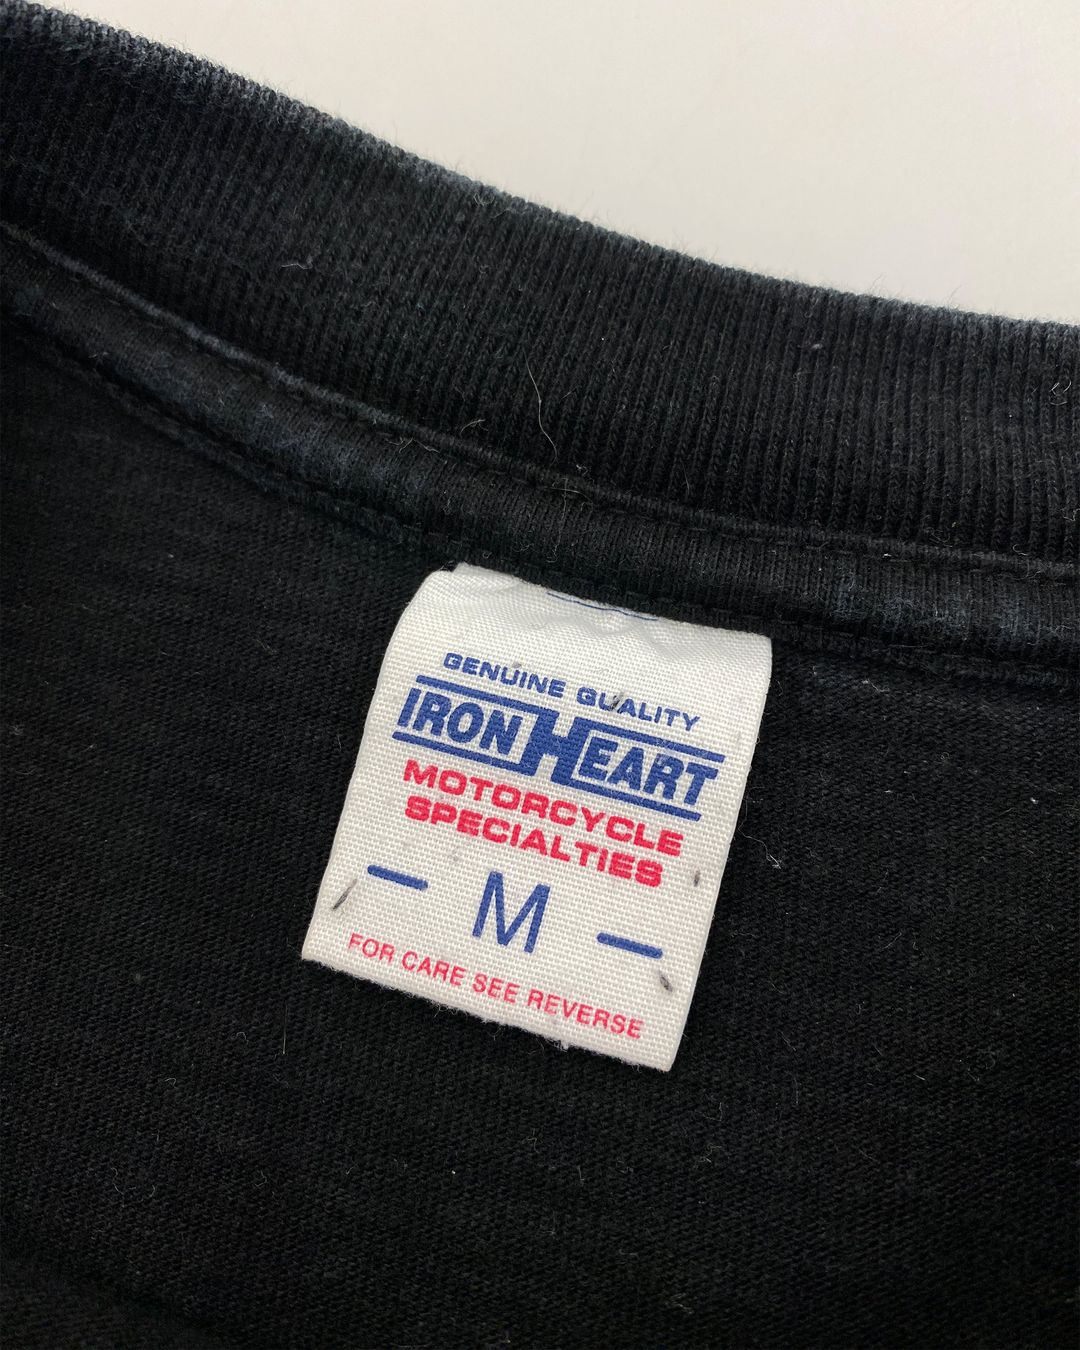 GENUINE QUALITY
IRON HEART
MOTORCYCLE
SPECIALTIES
- M -
FOR CARE SEE REVERSE